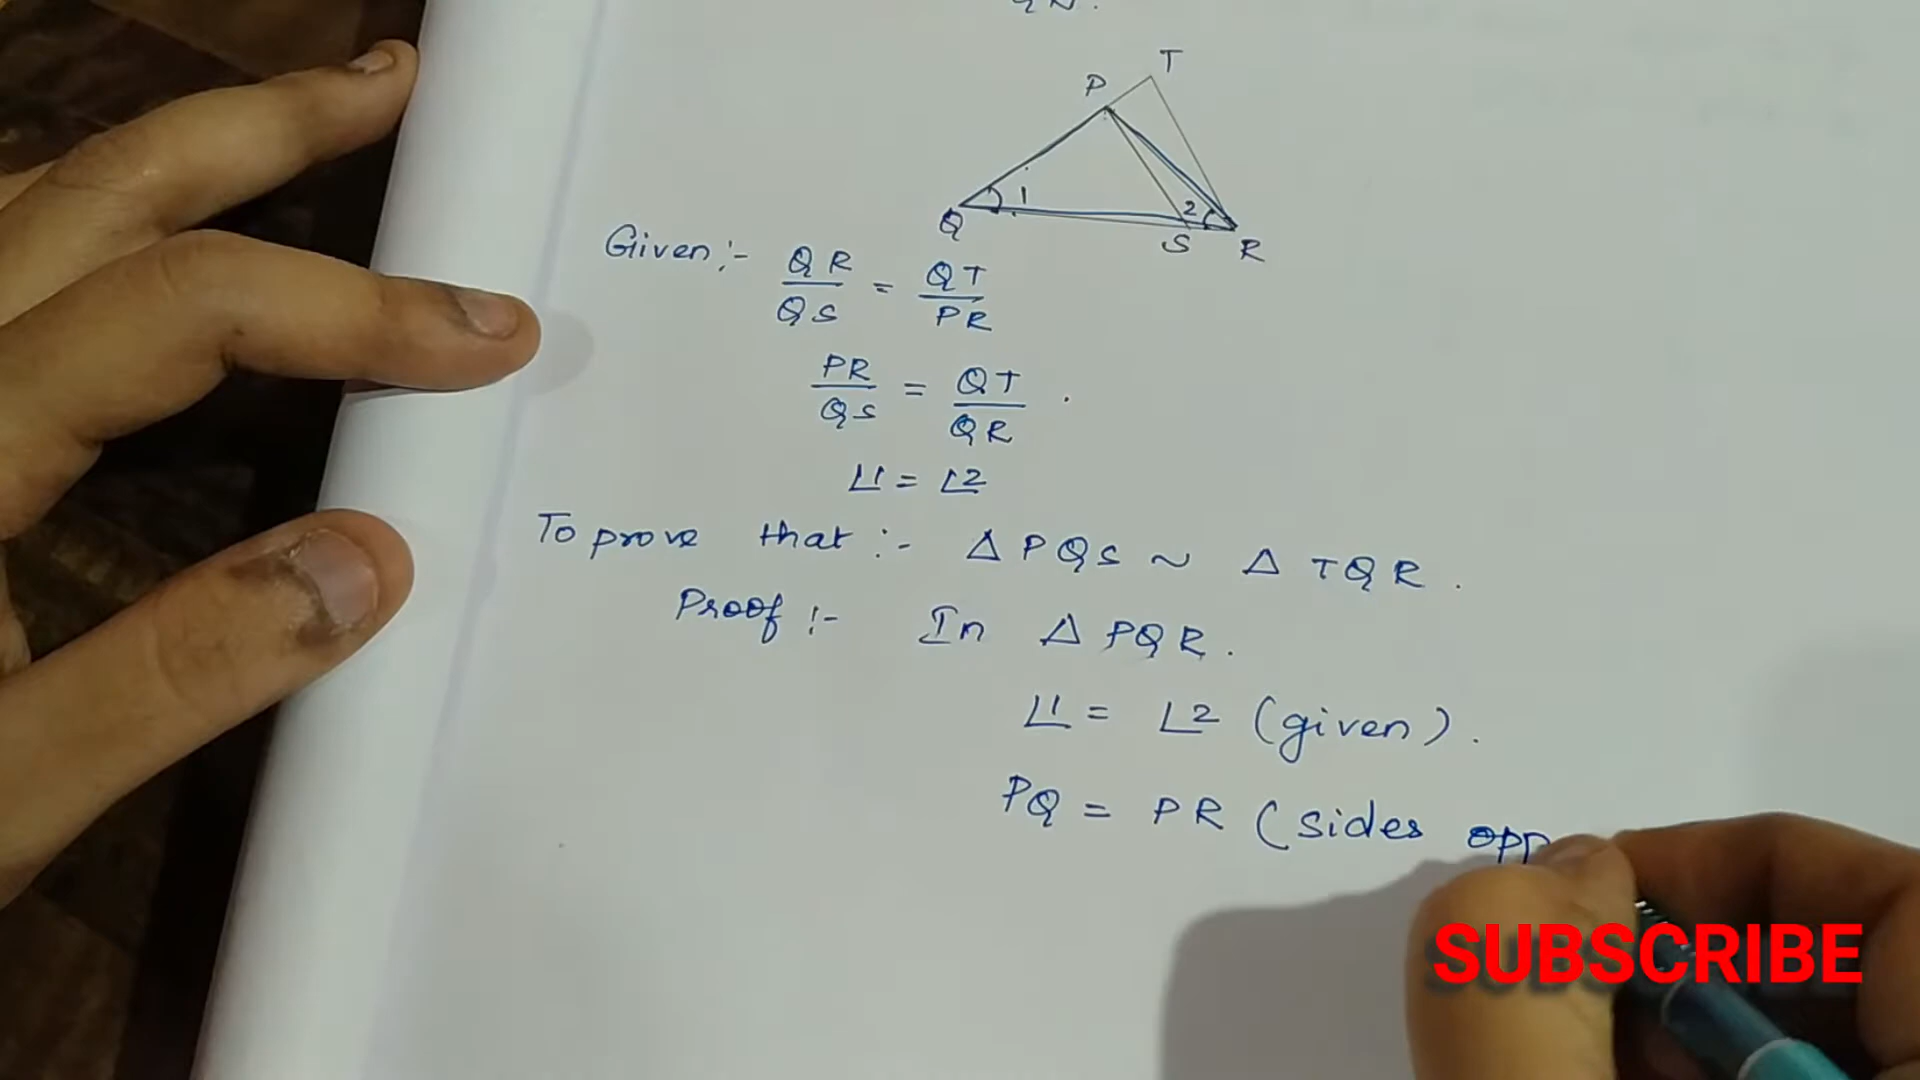 T
P
1
2
Q
S
R
Given :- QR/QS = QT/PR
PR/QS = QT/QR .
∠1 = ∠2
To prove that :- Δ PQS ~ Δ TQR .
Proof :- In Δ PQR .
∠1 = ∠2 (given) .
PQ = PR (sides opp
SUBSCRIBE